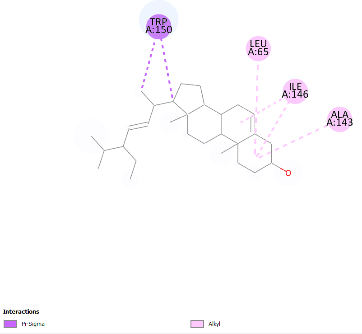 TRP
A:150
LEU
A:65
ILE
A:146
ALA
A:143
O
Interactions
Pi-Sigma
Alkyl